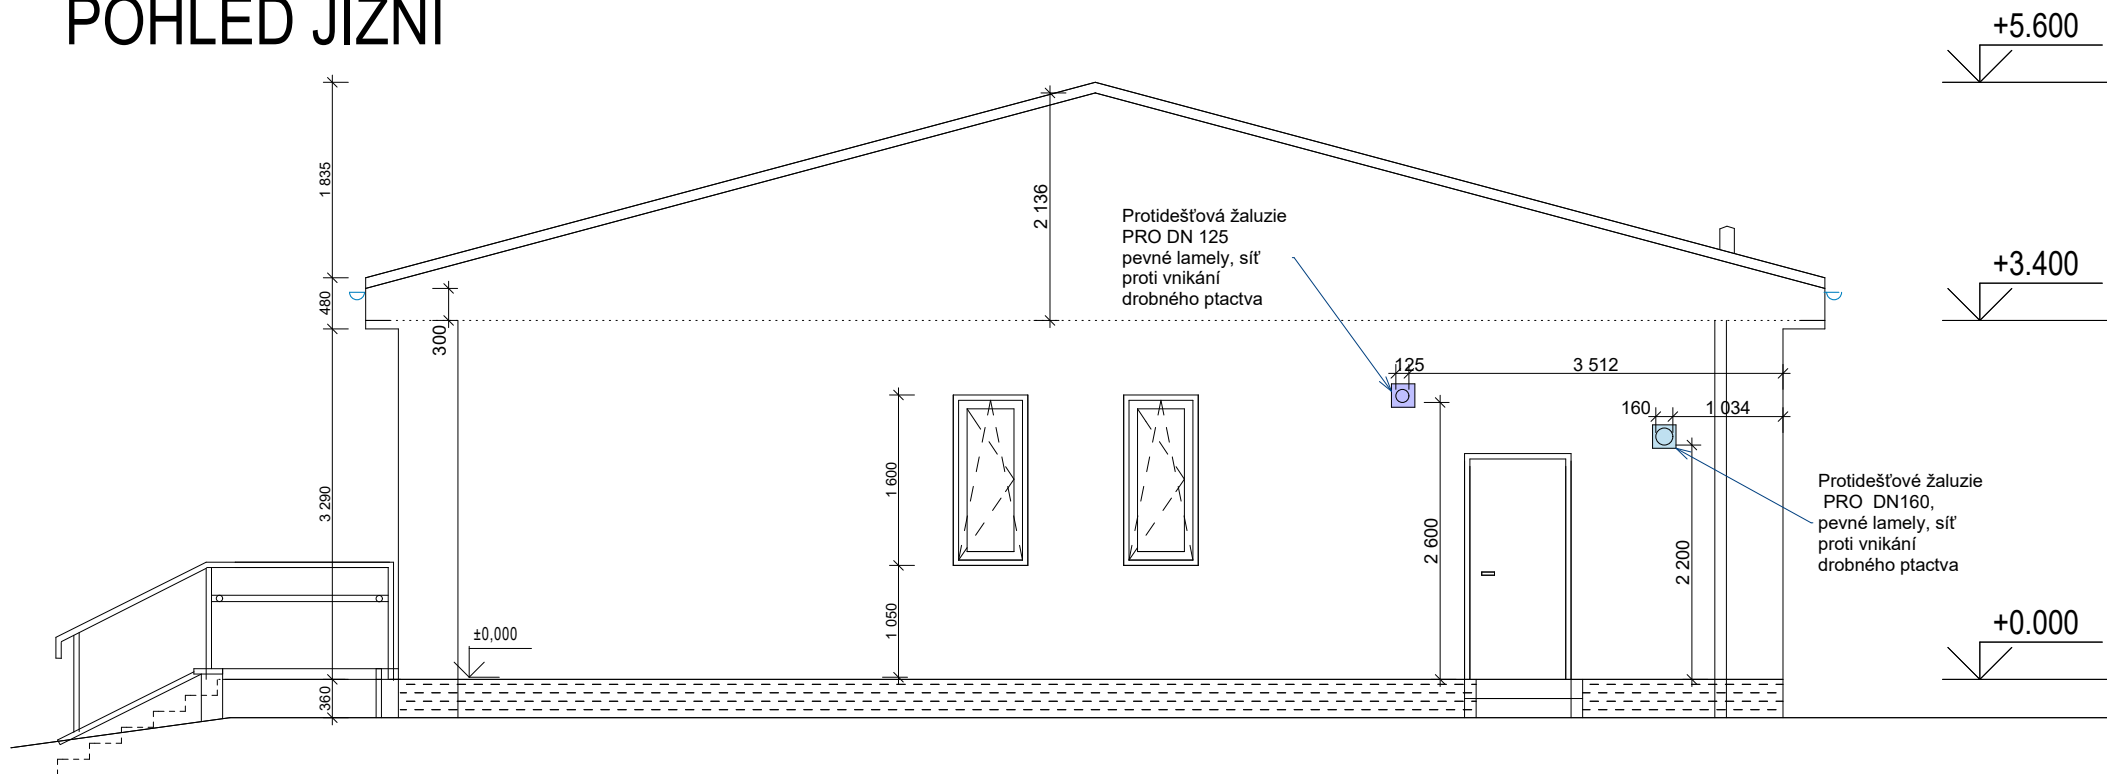 POHLED JIZNI
+5.600
1 835
2 136
Protidešťová žaluzie
PRO DN 125
pevné lamely, síť
proti vnikání
drobného ptactva
+3.400
480
300
125
3 512
160
1 034
1 600
3 290
2 600
2 200
Protidešťové žaluzie
PRO DN160,
pevné lamely, síť
proti vnikání
drobného ptactva
1 050
±0,000
+0.000
360